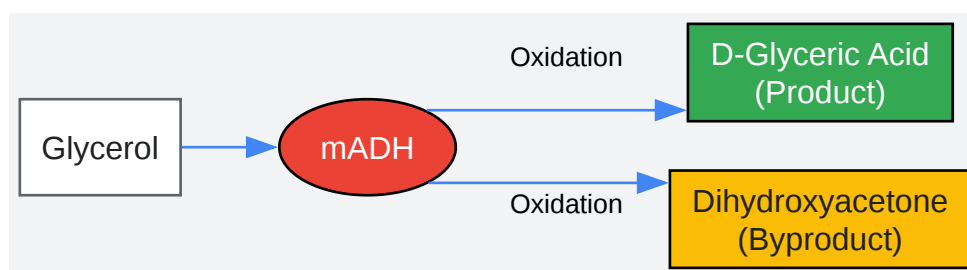 Glycerol
mADH
Oxidation
D-Glyceric Acid
(Product)
Oxidation
Dihydroxyacetone
(Byproduct)